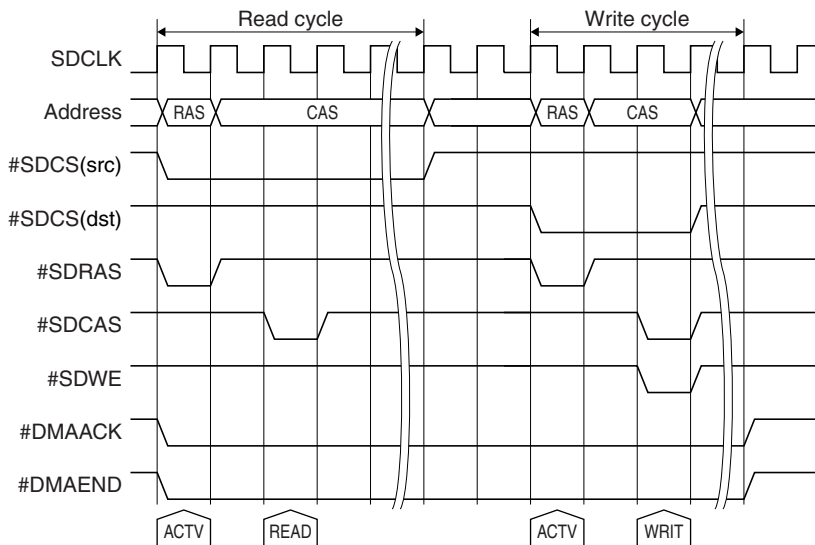 Read cycle Write cycle
SDCLK
Address RAS CAS RAS CAS
#SDCS(src)
#SDCS(dst)
#SDRAS
#SDCAS
#SDWE
#DMAACK
#DMAEND
ACTV READ ACTV WRIT